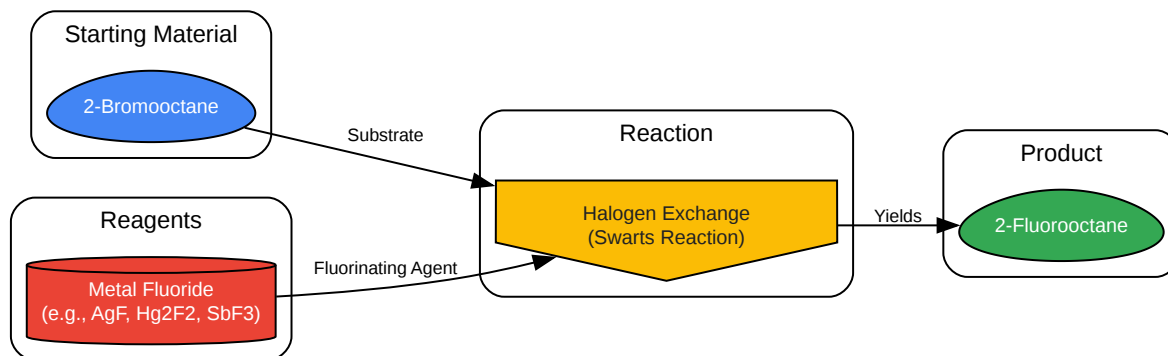 Starting Material
2-Bromooctane
Substrate
Reagents
Metal Fluoride
(e.g., AgF, Hg2F2, SbF3)
Fluorinating Agent
Reaction
Halogen Exchange
(Swarts Reaction)
Yields
Product
2-Fluorooctane